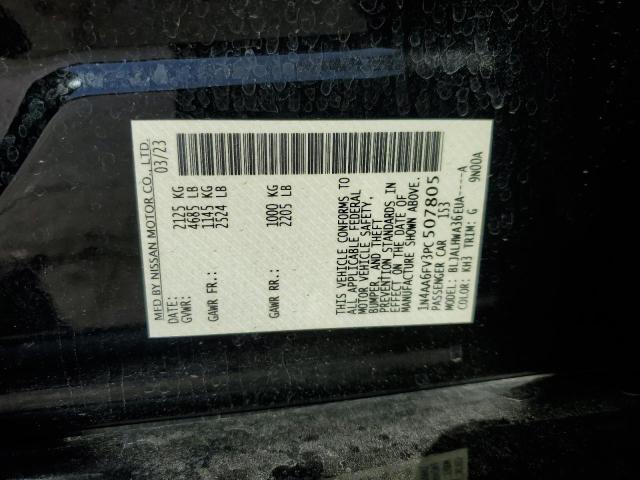 MFD BY NISSAN MOTOR CO., LTD.
DATE: 03/23
GVWR: 2125 KG
4685 LB
GAWR FR.: 1145 KG
2524 LB
GAWR RR.: 1000 KG
2205 LB
THIS VEHICLE CONFORMS TO
ALL APPLICABLE FEDERAL
MOTOR VEHICLE SAFETY,
BUMPER, AND THEFT
PREVENTION STANDARDS IN
EFFECT ON THE DATE OF
MANUFACTURE SHOWN ABOVE.
1N4AA6FV3PC507805
PASSENGER CAR 153
MODEL: BLJALHWA36EUA-----A
COLOR: KH3 TRIM: G 9N00A